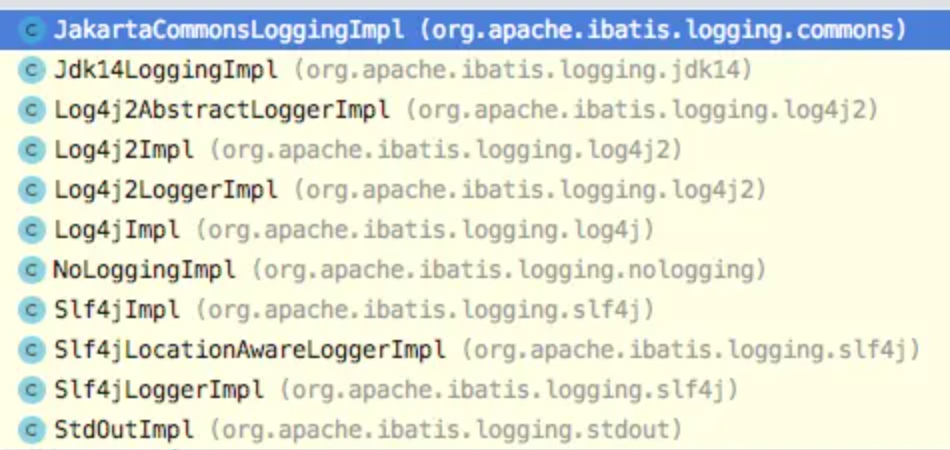 C JakartaCommonsLoggingImpl (org.apache.ibatis.logging.commons)
C Jdk14LoggingImpl (org.apache.ibatis.logging.jdk14)
C Log4j2AbstractLoggerImpl (org.apache.ibatis.logging.log4j2)
C Log4j2Impl (org.apache.ibatis.logging.log4j2)
C Log4j2LoggerImpl (org.apache.ibatis.logging.log4j2)
C Log4jImpl (org.apache.ibatis.logging.log4j)
C NoLoggingImpl (org.apache.ibatis.logging.nologging)
C Slf4jImpl (org.apache.ibatis.logging.slf4j)
C Slf4jLocationAwareLoggerImpl (org.apache.ibatis.logging.slf4j)
C Slf4jLoggerImpl (org.apache.ibatis.logging.slf4j)
C StdOutImpl (org.apache.ibatis.logging.stdout)